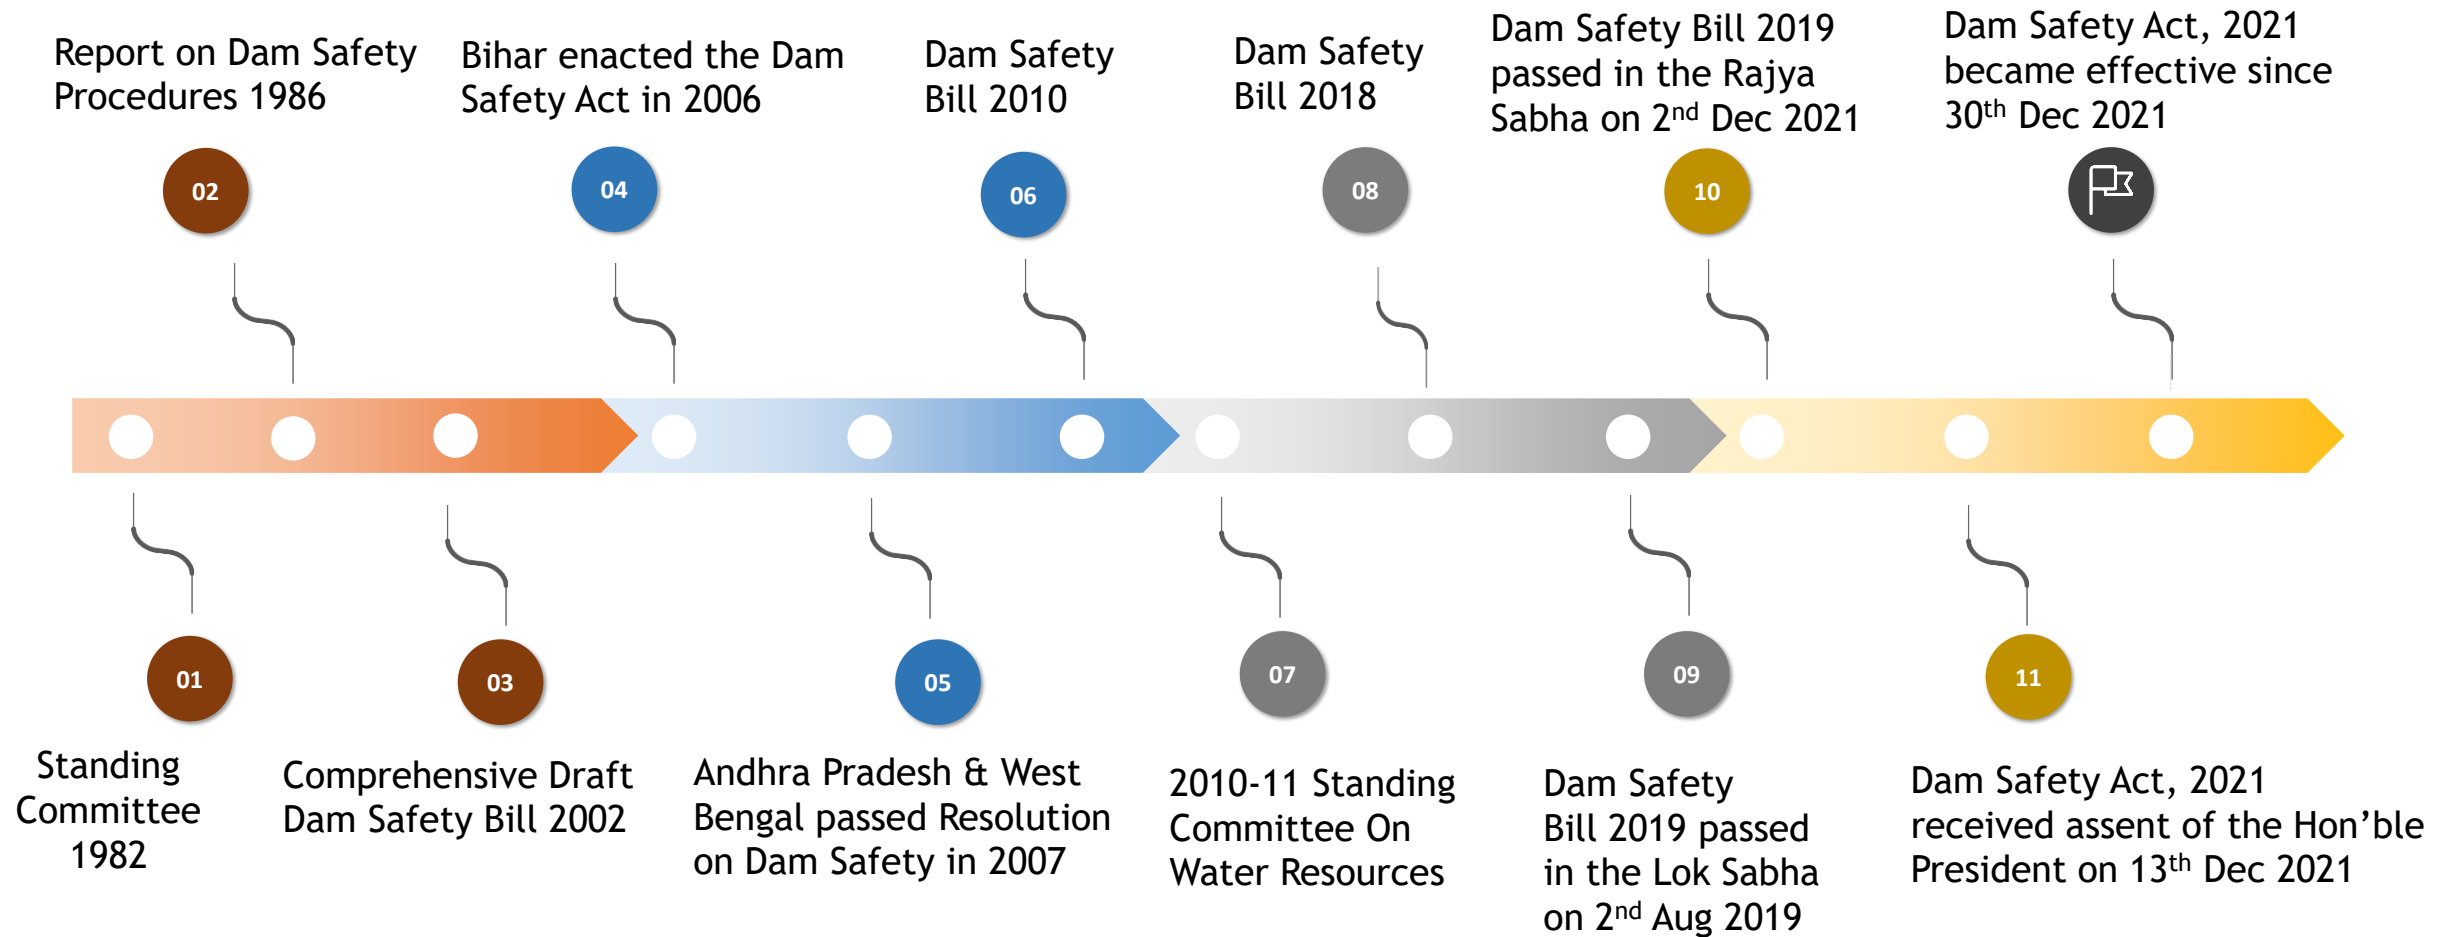 Report on Dam Safety
Procedures 1986
Bihar enacted the Dam
Safety Act in 2006
Dam Safety
Bill 2010
Dam Safety
Bill 2018
Dam Safety Bill 2019
passed in the Rajya
Sabha on 2nd Dec 2021
Dam Safety Act, 2021
became effective since
30th Dec 2021
02
04
06
08
10
01
03
05
07
09
11
Standing
Committee
1982
Comprehensive Draft
Dam Safety Bill 2002
Andhra Pradesh & West
Bengal passed Resolution
on Dam Safety in 2007
2010-11 Standing
Committee On
Water Resources
Dam Safety
Bill 2019 passed
in the Lok Sabha
on 2nd Aug 2019
Dam Safety Act, 2021
received assent of the Hon’ble
President on 13th Dec 2021